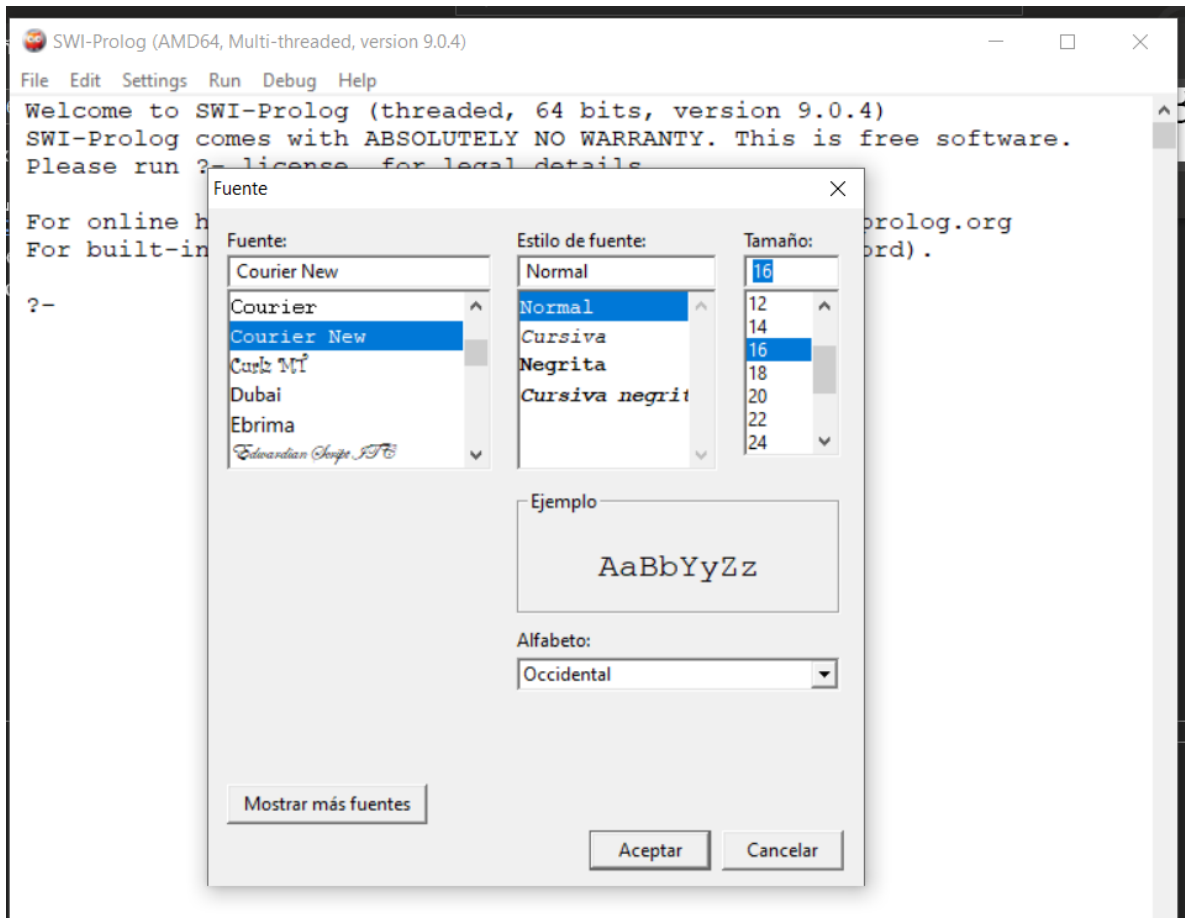 SWI-Prolog (AMD64, Multi-threaded, version 9.0.4)
File Edit Settings Run Debug Help
Welcome to SWI-Prolog (threaded, 64 bits, version 9.0.4)
SWI-Prolog comes with ABSOLUTELY NO WARRANTY. This is free software.
Please run ?- license. for legal details.
For online h
prolog.org
For built-in
ord).
?-
Fuente
Fuente:
Courier New
Courier
Courier New
Curlz MT
Dubai
Ebrima
Edwardian Script ITC
Estilo de fuente:
Normal
Normal
Cursiva
Negrita
Cursiva negrit
Tamaño:
16
12
14
16
18
20
22
24
Ejemplo
AaBbYyZz
Alfabeto:
Occidental
Mostrar más fuentes
Aceptar Cancelar